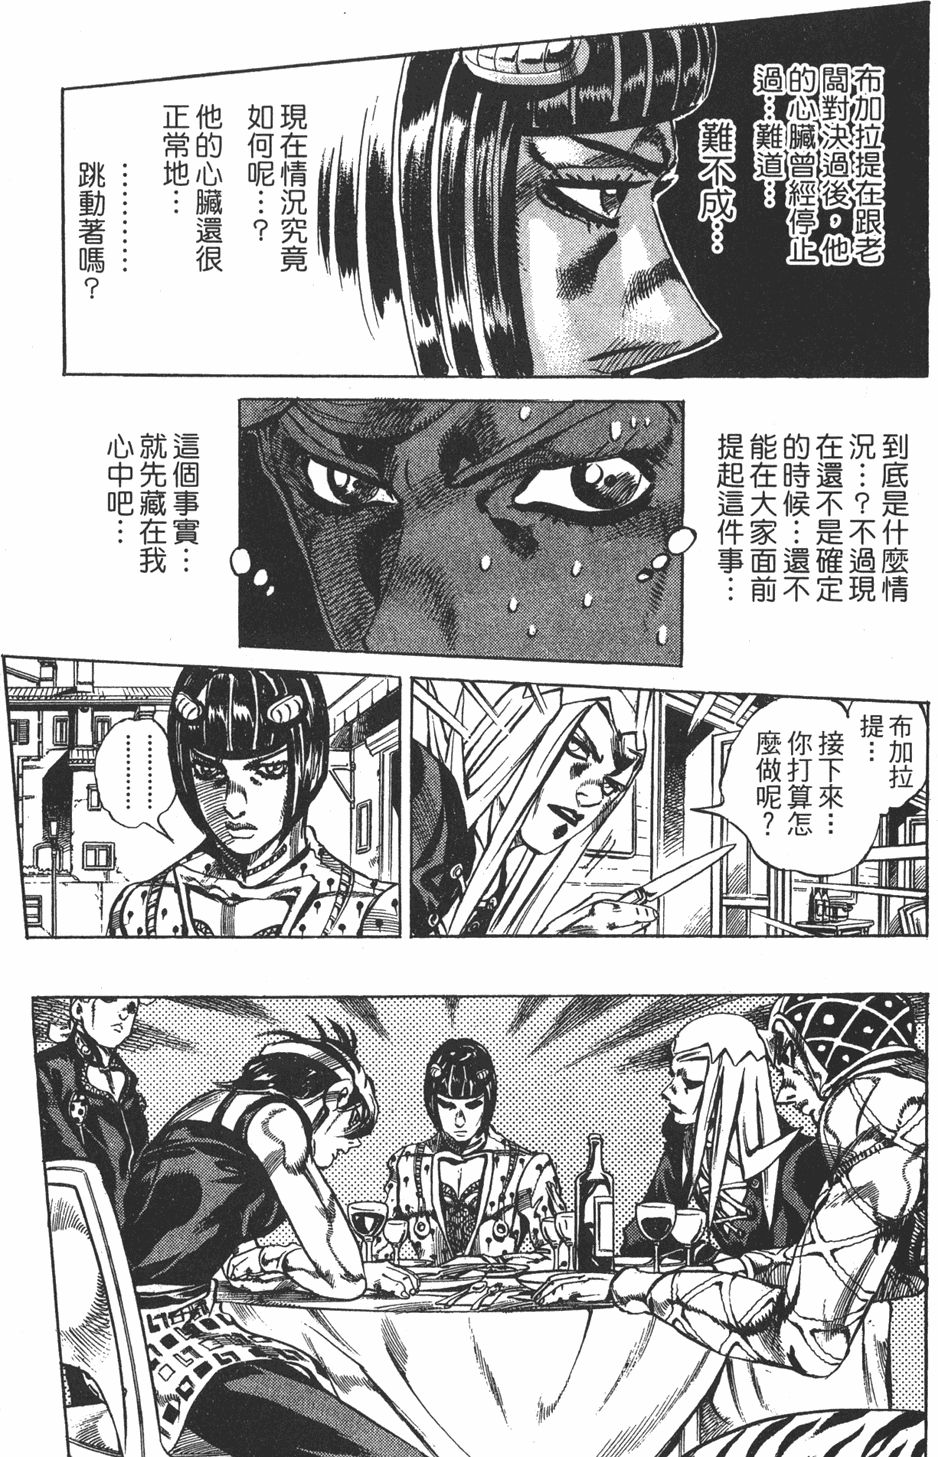 布加拉提在跟老
闆對決過後，他
的心臟曾經停止
過…難道…
難不成…
現在情況究竟
如何呢…？
他的心臟還很
正常地…
…………
跳動著嗎？
到底是什麼情
況…？不過現
在還不是確定
的時候…還不
能在大家面前
提起這件事…
這個事實…
就先藏在我
心中吧…
布加拉
提…
接下來…
你打算怎
麼做呢？
…………
…………